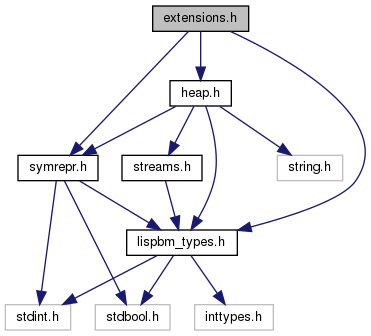 extensions.h
heap.h
symrepr.h
streams.h
string.h
lispbm_types.h
stdint.h
stdbool.h
inttypes.h